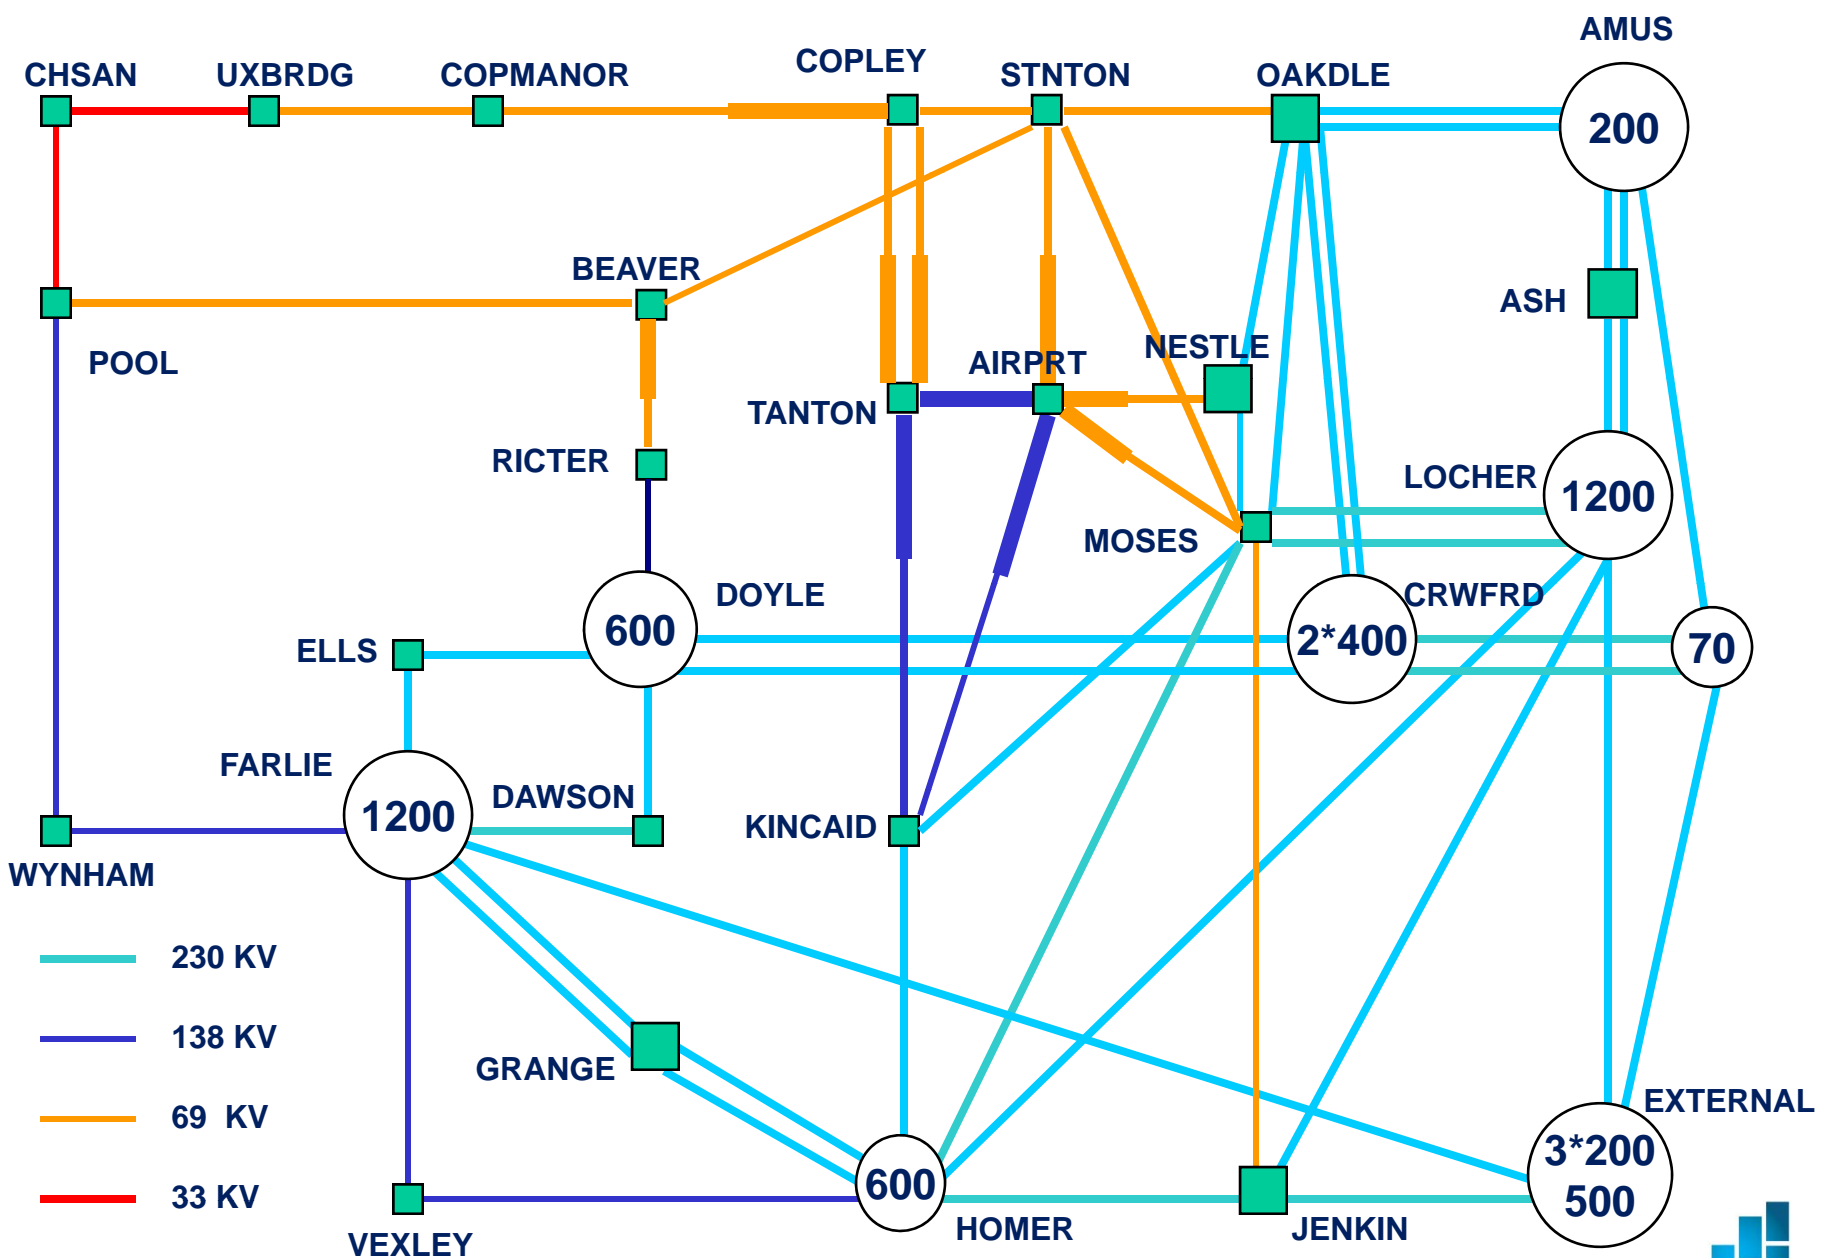 AMUS
COPLEY
CHSAN UXBRDG COPMANOR STNTON OAKDLE
200
BEAVER
ASH
NESTLE
POOL AIRPRT
TANTON
RICTER LOCHER 1200
MOSES
DOYLE CRWFRD
600 2*400 70
ELLS
FARLIE
DAWSON
1200 KINCAID
WYNHAM
230 KV
138 KV
GRANGE
EXTERNAL
69 KV
3*200
600
500
33 KV
HOMER JENKIN
VEXLEY